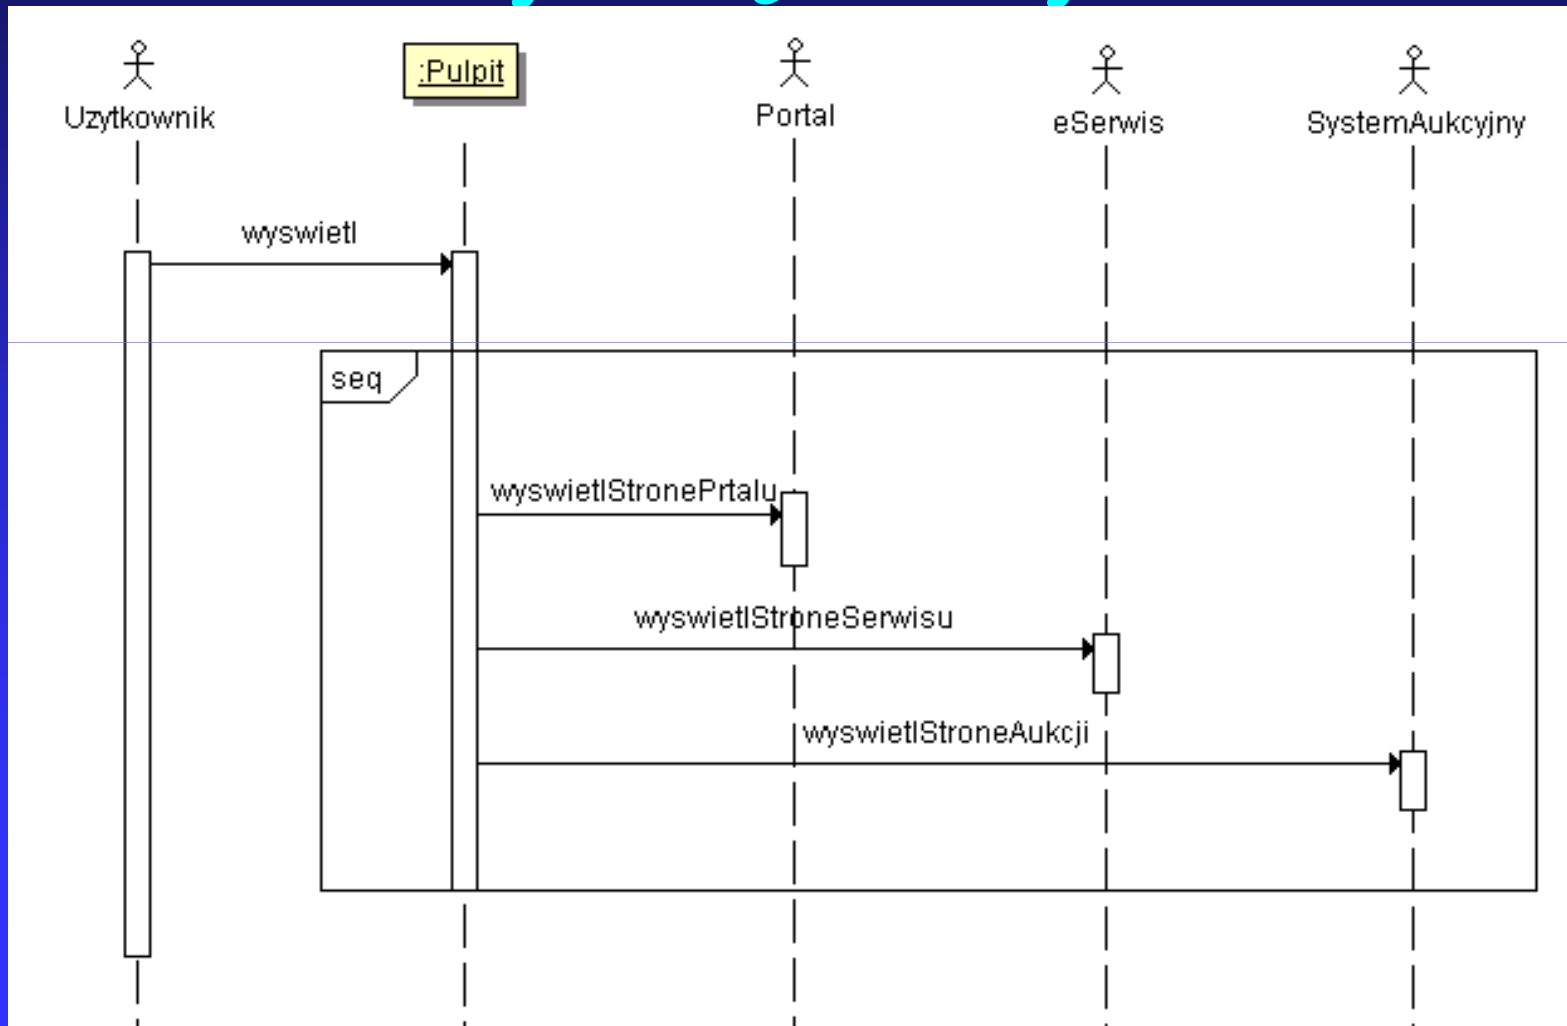 Uzytkownik
:Pulpit
Portal
eSerwis
SystemAukcyjny
wyswietl
seq
wyswietlStronePrtalu
wyswietlStroneSerwisu
wyswietlStroneAukcji